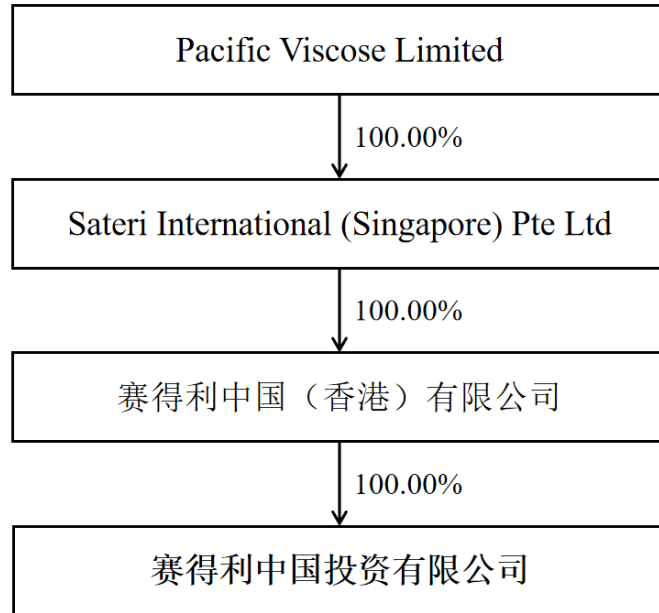 Pacific Viscose Limited
100.00%
Sateri International (Singapore) Pte Ltd
100.00%
赛得利中国（香港）有限公司
100.00%
赛得利中国投资有限公司